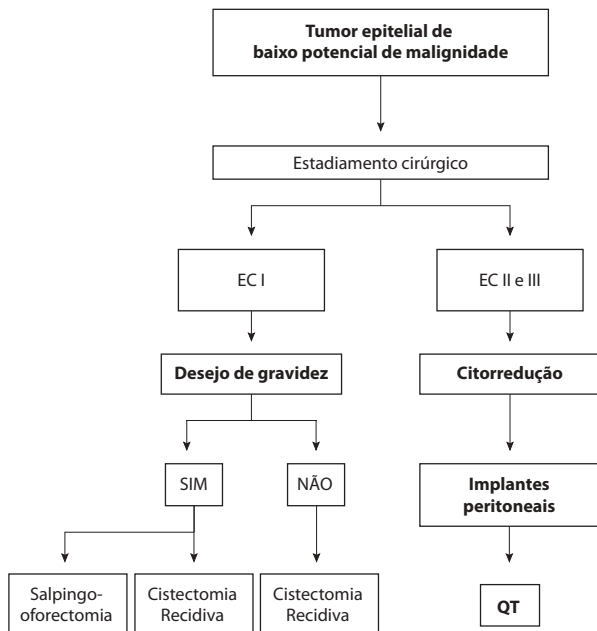 Tumor epitelial de
baixo potencial de malignidade
Estadiamento cirúrgico
EC I
EC II e III
Desejo de gravidez
Citorredução
SIM
NÃO
Implantes
peritoneais
Salpingo-
oforectomia
Cistectomia
Recidiva
Cistectomia
Recidiva
QT